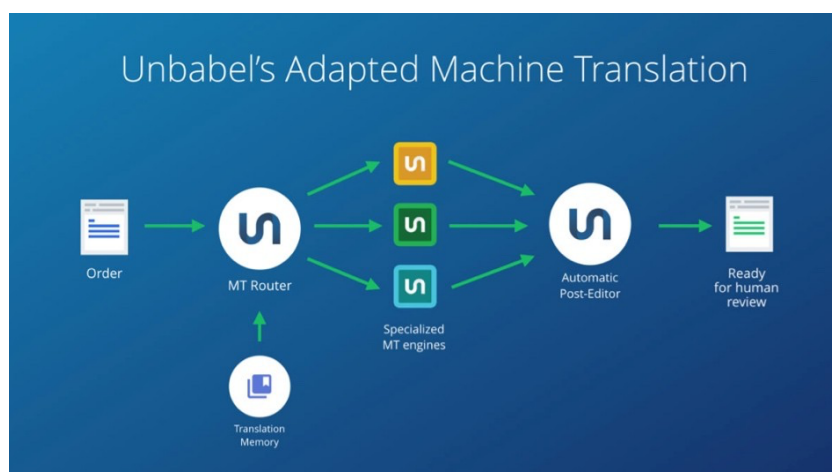 Unbabel's Adapted Machine Translation
Order
MT Router
Translation
Memory
Specialized
MT engines
Automatic
Post-Editor
Ready
for human
review